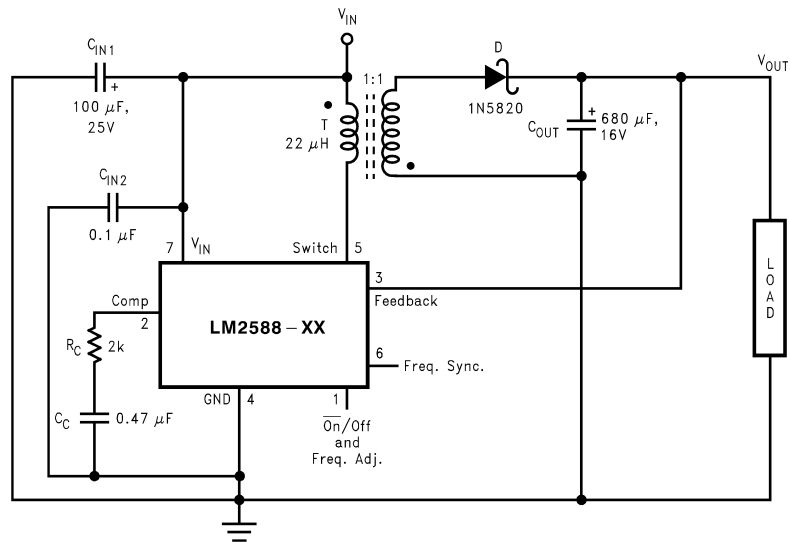 V_IN
C_IN1
+
100 μF,
25V
1:1
T
22 μH
D
1N5820
V_OUT
+
C_OUT
680 μF,
16V
C_IN2
0.1 μF
7
V_IN
Switch
5
3
Feedback
Comp
2
LM2588–XX
L
O
A
D
R_C
2k
6
Freq. Sync.
GND
4
1
C_C
0.47 μF
O̅n̅/Off
and
Freq. Adj.